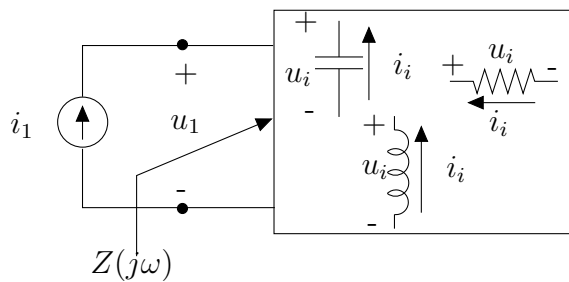 +
+
u_i
i_i
+
u_i
-
i_i
-
i_1
u_1
+
u_i
i_i
-
-
Z(jω)